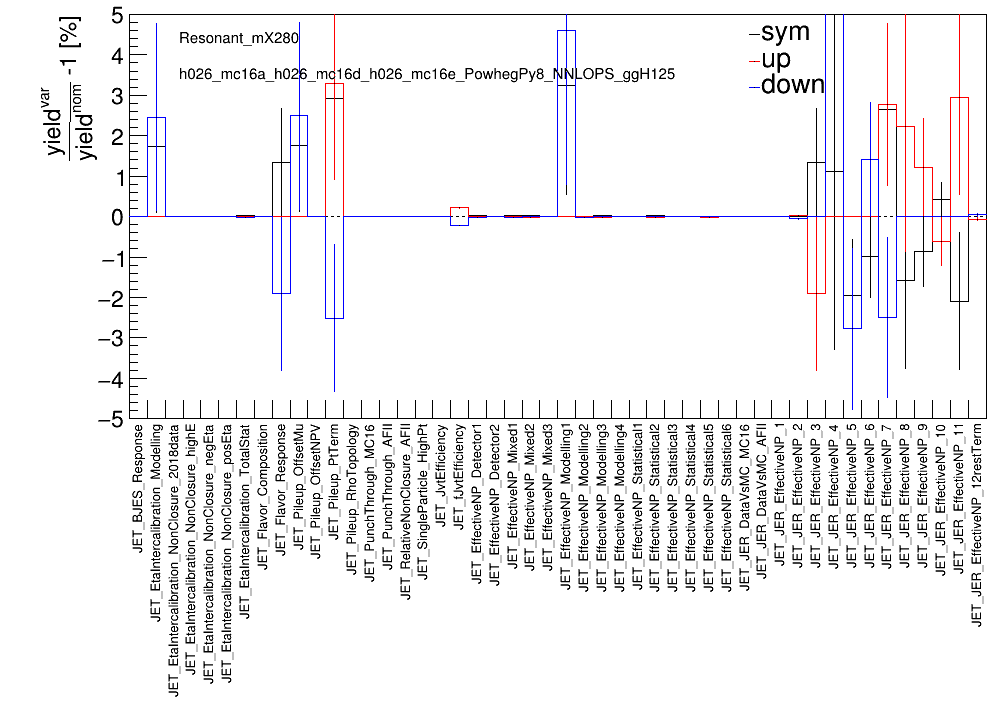 yield^var / yield^nom -1 [%]
Resonant_mX280
h026_mc16a_h026_mc16d_h026_mc16e_PowhegPy8_NNLOPS_ggH125
sym
up
down
5
4
3
2
1
0
−1
−2
−3
−4
−5
JET_BJES_Response
JET_EtaIntercalibration_Modelling
JET_EtaIntercalibration_NonClosure_2018data
JET_EtaIntercalibration_NonClosure_highE
JET_EtaIntercalibration_NonClosure_negEta
JET_EtaIntercalibration_NonClosure_posEta
JET_EtaIntercalibration_TotalStat
JET_Flavor_Composition
JET_Flavor_Response
JET_Pileup_OffsetMu
JET_Pileup_OffsetNPV
JET_Pileup_PtTerm
JET_Pileup_RhoTopology
JET_PunchThrough_MC16
JET_PunchThrough_AFII
JET_RelativeNonClosure_AFII
JET_SingleParticle_HighPt
JET_JvtEfficiency
JET_fJvtEfficiency
JET_EffectiveNP_Detector1
JET_EffectiveNP_Detector2
JET_EffectiveNP_Mixed1
JET_EffectiveNP_Mixed2
JET_EffectiveNP_Mixed3
JET_EffectiveNP_Modelling1
JET_EffectiveNP_Modelling2
JET_EffectiveNP_Modelling3
JET_EffectiveNP_Modelling4
JET_EffectiveNP_Statistical1
JET_EffectiveNP_Statistical2
JET_EffectiveNP_Statistical3
JET_EffectiveNP_Statistical4
JET_EffectiveNP_Statistical5
JET_EffectiveNP_Statistical6
JET_JER_DataVsMC_MC16
JET_JER_DataVsMC_AFII
JET_JER_EffectiveNP_1
JET_JER_EffectiveNP_2
JET_JER_EffectiveNP_3
JET_JER_EffectiveNP_4
JET_JER_EffectiveNP_5
JET_JER_EffectiveNP_6
JET_JER_EffectiveNP_7
JET_JER_EffectiveNP_8
JET_JER_EffectiveNP_9
JET_JER_EffectiveNP_10
JET_JER_EffectiveNP_11
JET_JER_EffectiveNP_12restTerm